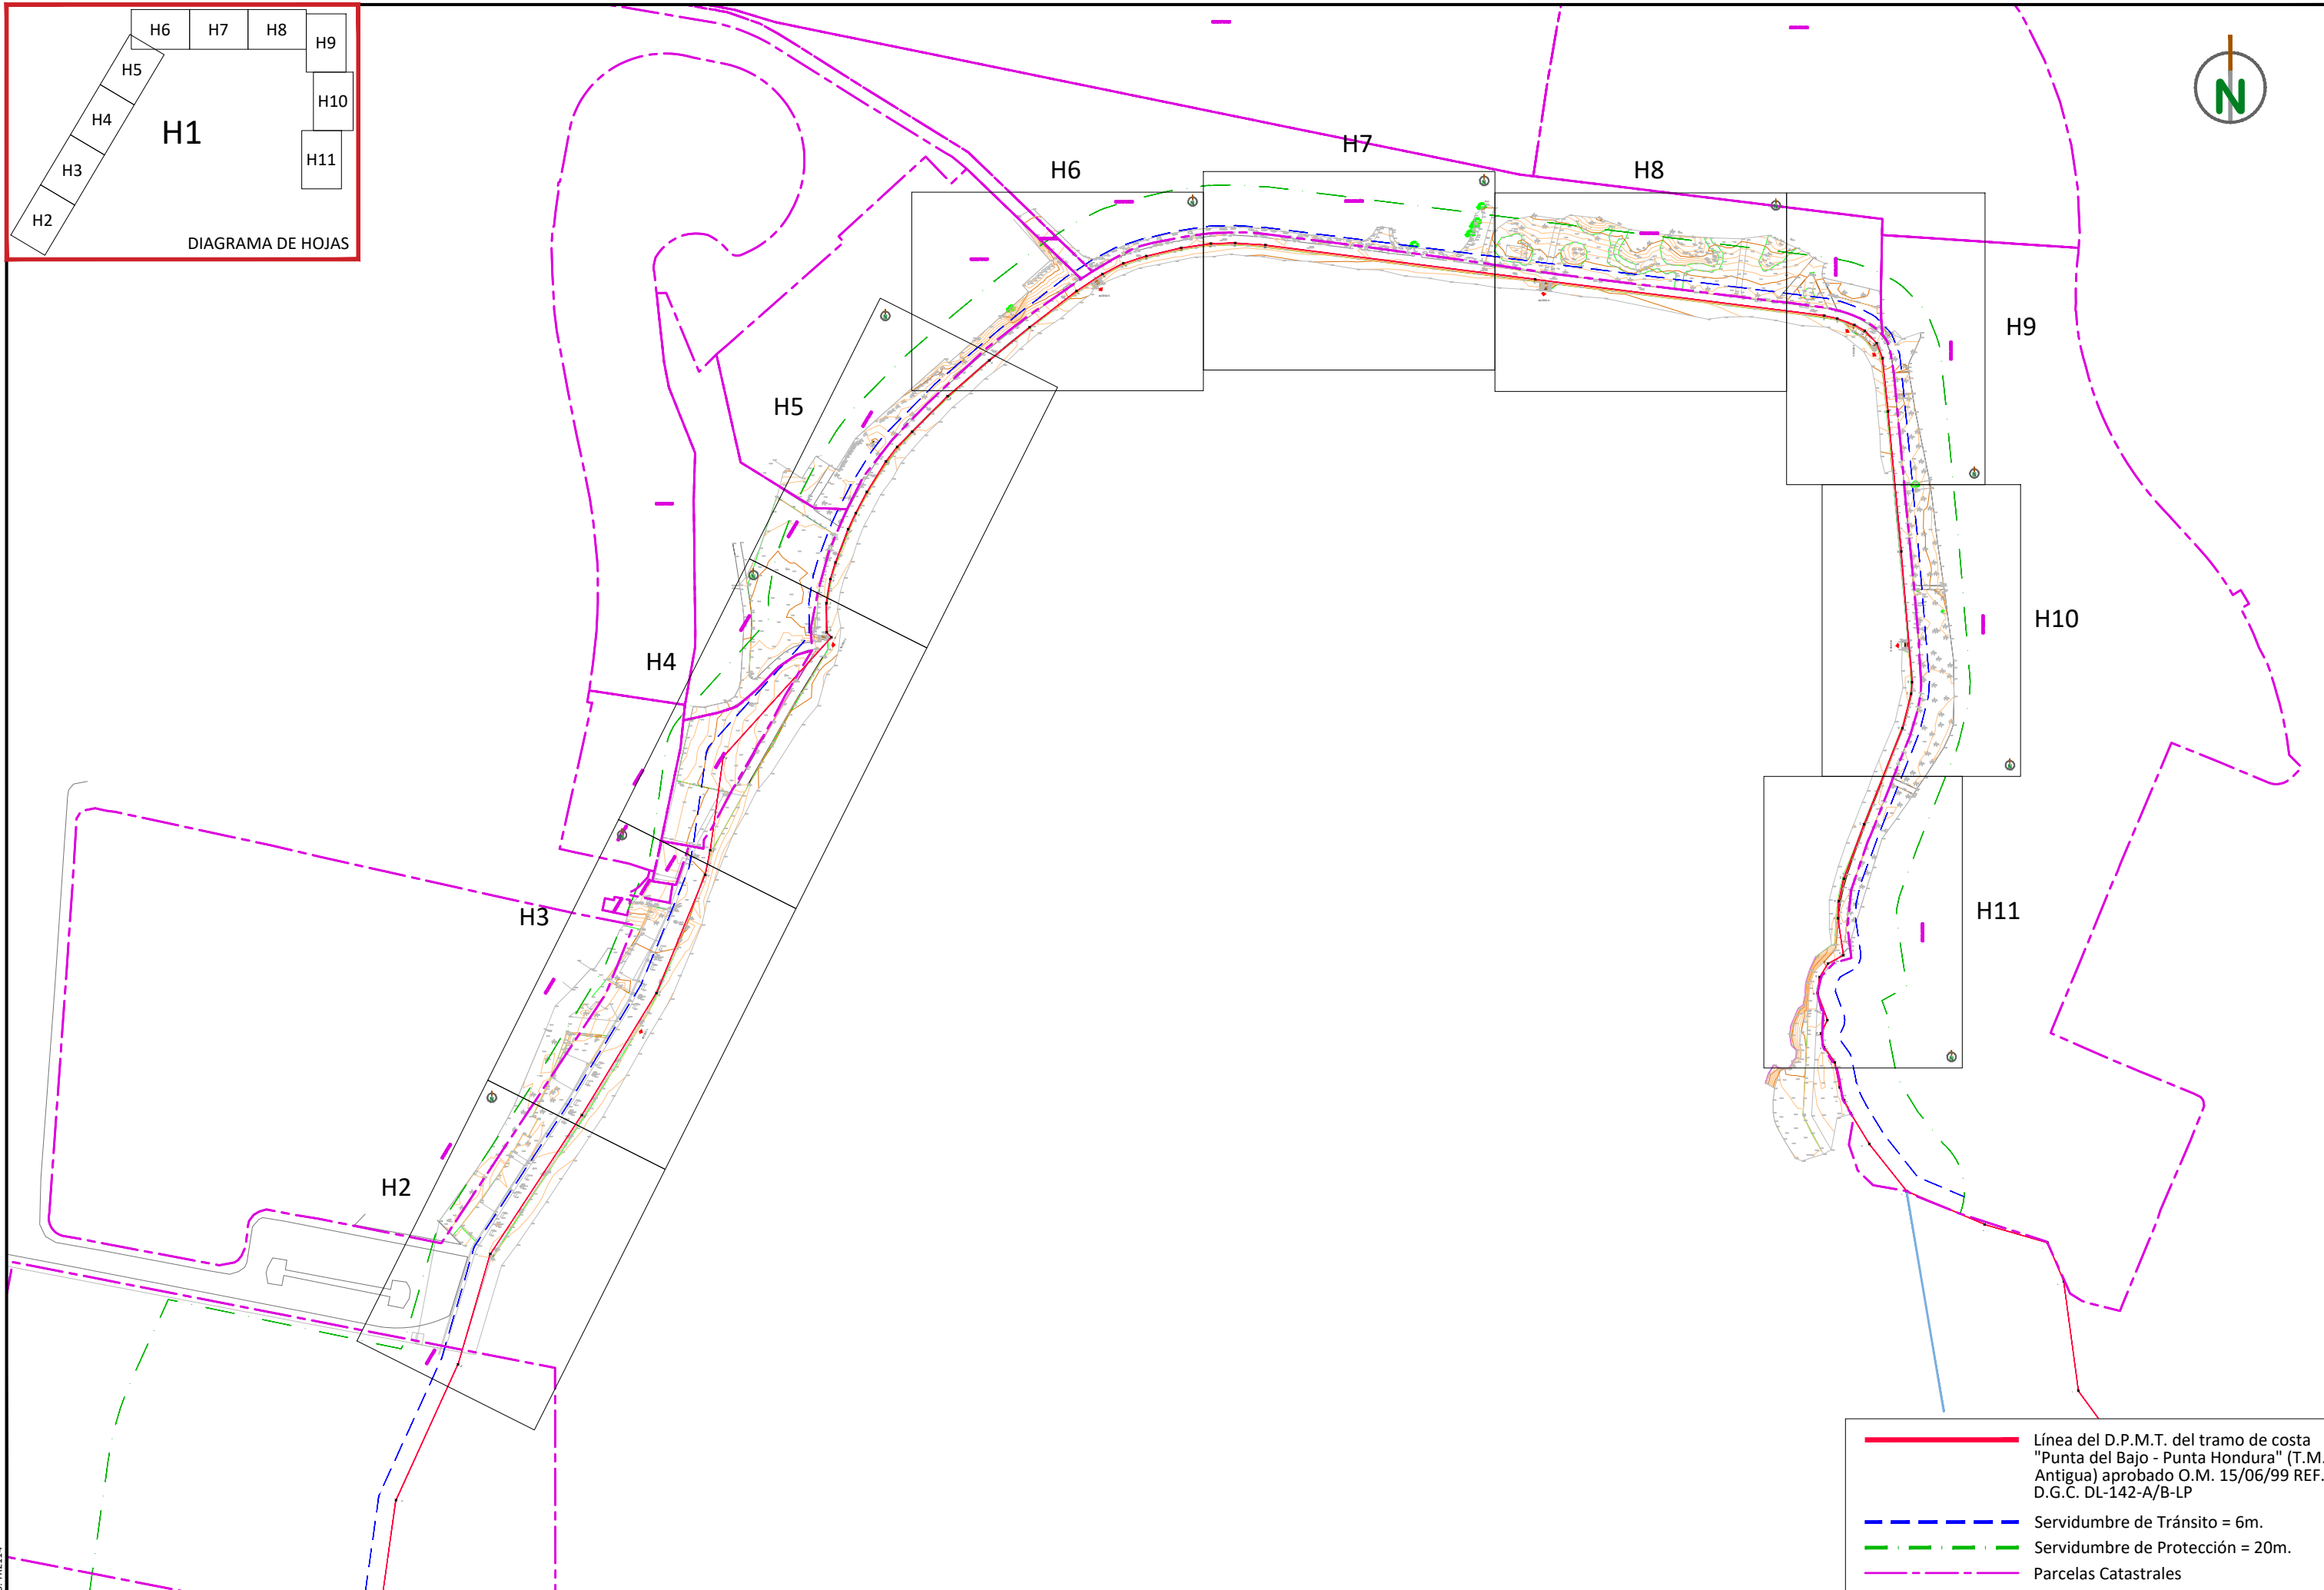 H6
H7
H8
H9
H5
H10
H4
H1
H11
H3
H2
DIAGRAMA DE HOJAS
N
H7
H6
H8
H9
H5
H10
H4
H11
H3
H2
Línea del D.P.M.T. del tramo de costa
"Punta del Bajo - Punta Hondura" (T.M.
Antigua) aprobado O.M. 15/06/99 REF.
D.G.C. DL-142-A/B-LP
Servidumbre de Tránsito = 6m.
Servidumbre de Protección = 20m.
Parcelas Catastrales